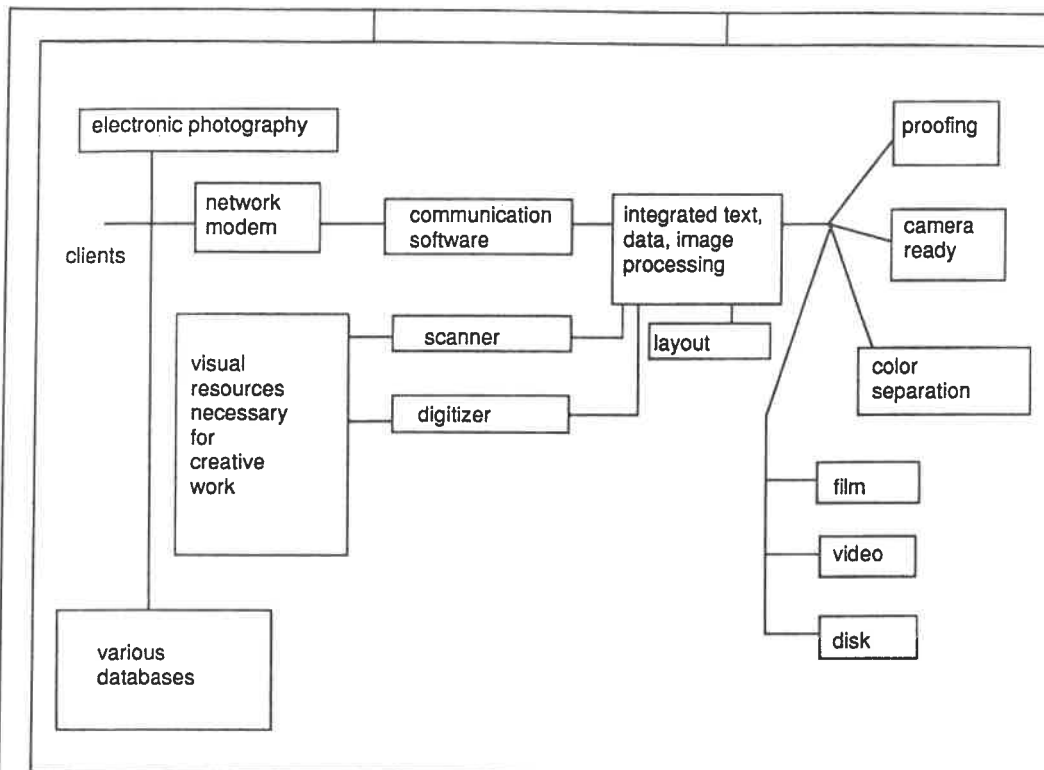 electronic photography
network
modem
clients
communication
software
integrated text,
data, image
processing
proofing
camera
ready
color
separation
visual
resources
necessary
for
creative
work
scanner
digitizer
layout
film
video
disk
various
databases